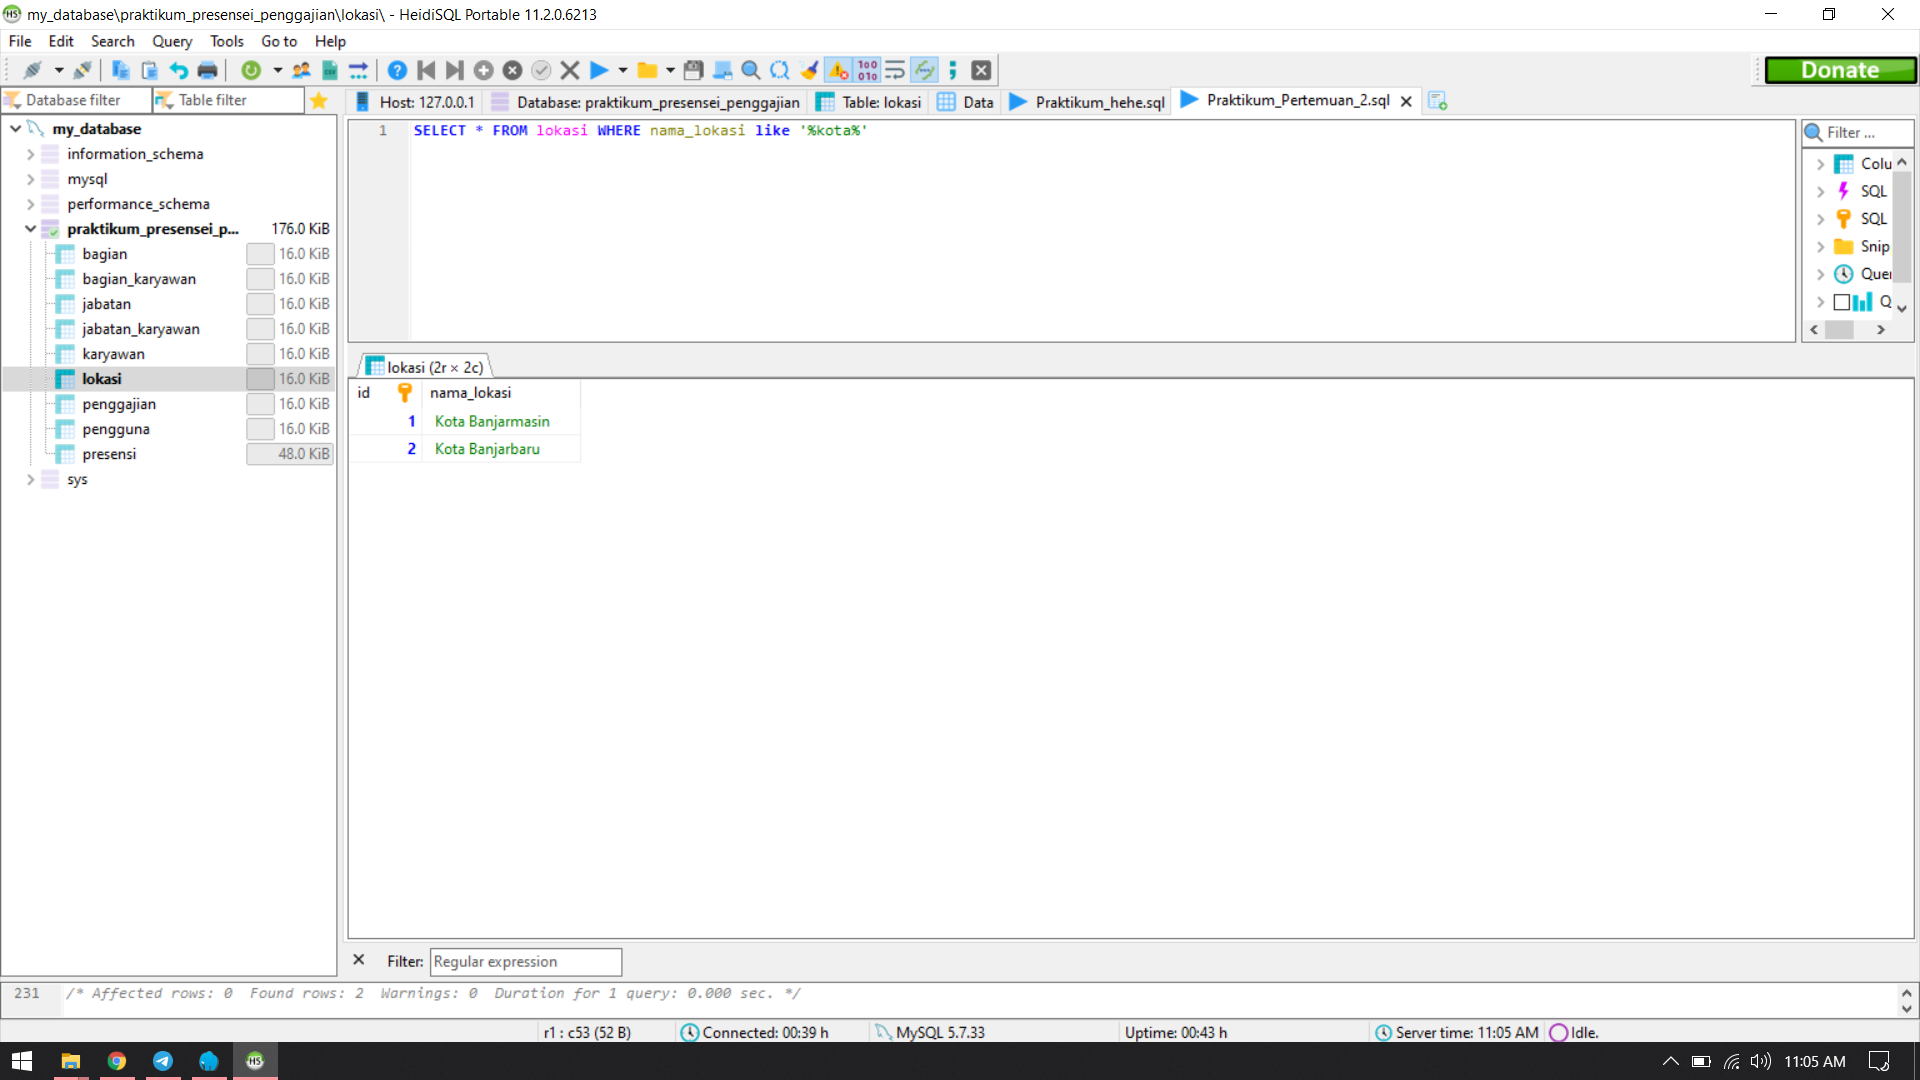 my_database\praktikum_presensei_penggajian\lokasi\ - HeidiSQL Portable 11.2.0.6213
File Edit Search Query Tools Go to Help
Donate
Database filter Table filter
Host: 127.0.0.1 Database: praktikum_presensei_penggajian Table: lokasi Data Praktikum_hehe.sql Praktikum_Pertemuan_2.sql
my_database
information_schema
mysql
performance_schema
praktikum_presensei_p... 176.0 KiB
bagian 16.0 KiB
bagian_karyawan 16.0 KiB
jabatan 16.0 KiB
jabatan_karyawan 16.0 KiB
karyawan 16.0 KiB
lokasi 16.0 KiB
penggajian 16.0 KiB
pengguna 16.0 KiB
presensi 48.0 KiB
sys
1 SELECT * FROM lokasi WHERE nama_lokasi like '%kota%'
Filter ...
Colu
SQL
SQL
Snip
Quer
Q
lokasi (2r × 2c)
id nama_lokasi
1 Kota Banjarmasin
2 Kota Banjarbaru
Filter: Regular expression
231 /* Affected rows: 0 Found rows: 2 Warnings: 0 Duration for 1 query: 0.000 sec. */
r1 : c53 (52 B) Connected: 00:39 h MySQL 5.7.33 Uptime: 00:43 h Server time: 11:05 AM Idle.
HS 11:05 AM